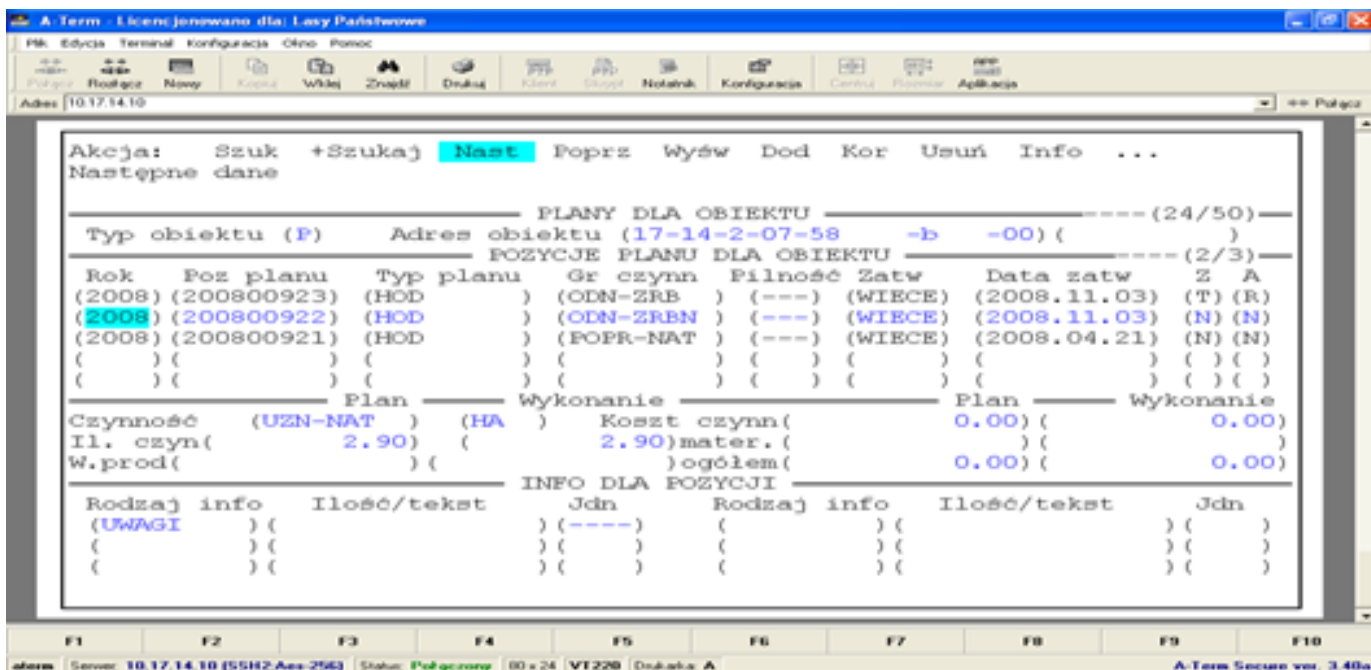 A-Term - Licencjonowano dla: Lasy Państwowe
Plik Edycja Terminal Konfiguracja Okno Pomoc
Połącz Rozłącz Nowy Kopiuj Wklej Znajdź Drukuj Klient Skrypt Notatnik Konfiguracja Centruj Rozmiar Aplikacja
Adres 10.17.14.10 Połącz
Akcja: Szuk +Szukaj Nast Poprz Wyśw Dod Kor Usuń Info ...
Następne dane
PLANY DLA OBIEKTU ----(24/50)
Typ obiektu (P) Adres obiektu (17-14-2-07-58 -b -00)( )
POZYCJE PLANU DLA OBIEKTU ----(2/3)
Rok Poz planu Typ planu Gr czynn Pilność Zatw Data zatw Z A
(2008)(200800923) (HOD ) (ODN-ZRB ) (---) (WIECE) (2008.11.03) (T)(R)
(2008)(200800922) (HOD ) (ODN-ZRBN ) (---) (WIECE) (2008.11.03) (N)(N)
(2008)(200800921) (HOD ) (POPR-NAT ) (---) (WIECE) (2008.04.21) (N)(N)
( )( ) ( ) ( ) ( ) ( ) ( ) ( )( )
( )( ) ( ) ( ) ( ) ( ) ( ) ( )( )
Plan Wykonanie Plan Wykonanie
Czynność (UZN-NAT ) (HA ) Koszt czynn( 0.00)( 0.00)
Il. czyn( 2.90) ( 2.90)mater.( )( )
W.prod( )( )ogółem( 0.00)( 0.00)
INFO DLA POZYCJI
Rodzaj info Ilość/tekst Jdn Rodzaj info Ilość/tekst Jdn
(UWAGI )( )(----) ( )( )( )
( )( )( ) ( )( )( )
( )( )( ) ( )( )( )
F1 F2 F3 F4 F5 F6 F7 F8 F9 F10
aterm Serwer: 10.17.14.10 (SSH2-Aes-256) Status: Połączony 80 x 24 VT220 Drukarka: A A-Term Secure ver. 3.40a